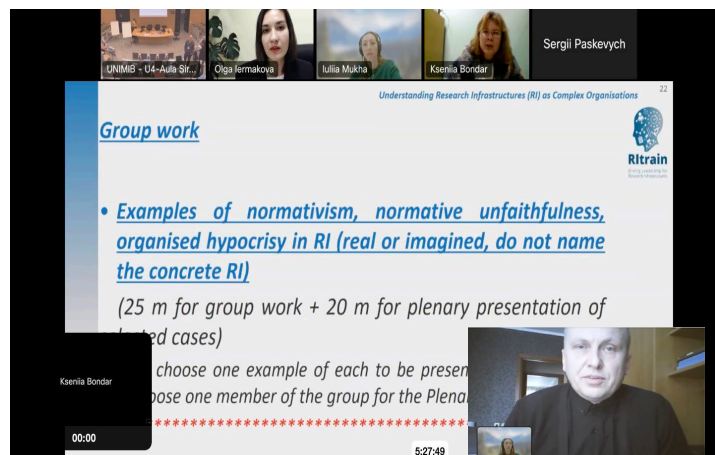 UNIMIB - U4-Aula Sir...
Olga Iermakova
Iuliia Mukha
Kseniia Bondar
Sergii Paskevych
Understanding Research Infrastructures (RI) as Complex Organisations
22
Group work
RItrain
• Examples of normativism, normative unfaithfulness,
organised hypocrisy in RI (real or imagined, do not name
the concrete RI)
(25 m for group work + 20 m for plenary presentation of
cases)
choose one example of each to be presen
pose one member of the group for the Plena
Kseniia Bondar
00:00
5:27:49